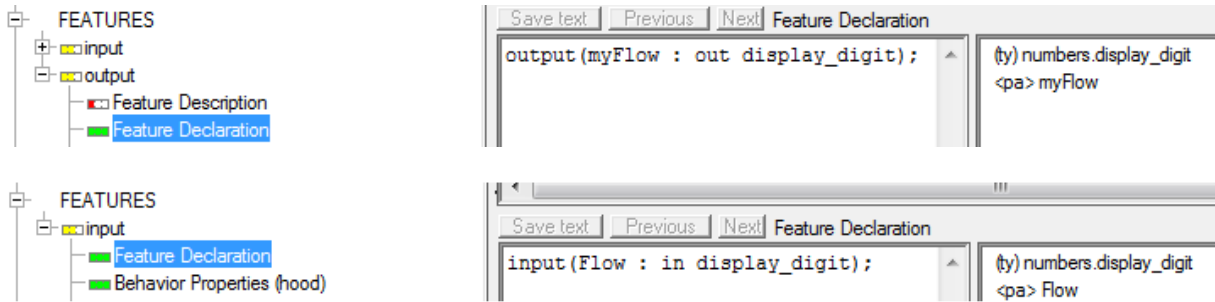 FEATURES
input
output
Feature Description
Feature Declaration
Save text Previous Next Feature Declaration
output(myFlow : out display_digit);
(ty) numbers.display_digit
<pa> myFlow
FEATURES
input
Feature Declaration
Behavior Properties (hood)
Save text Previous Next Feature Declaration
input(Flow : in display_digit);
(ty) numbers.display_digit
<pa> Flow